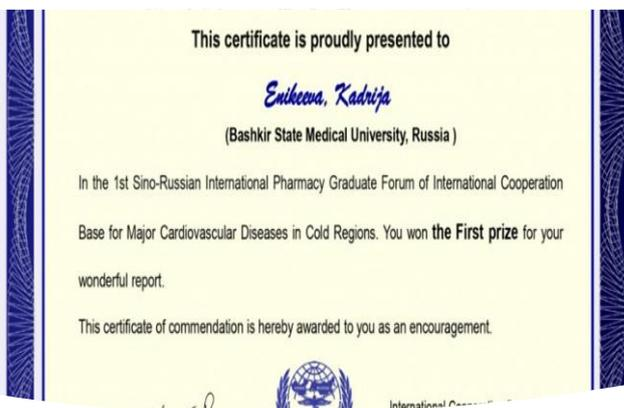 This certificate is proudly presented to
Enikeeva, Kadrija
(Bashkir State Medical University, Russia )
In the 1st Sino-Russian International Pharmacy Graduate Forum of International Cooperation
Base for Major Cardiovascular Diseases in Cold Regions. You won the First prize for your
wonderful report.
This certificate of commendation is hereby awarded to you as an encouragement.
International